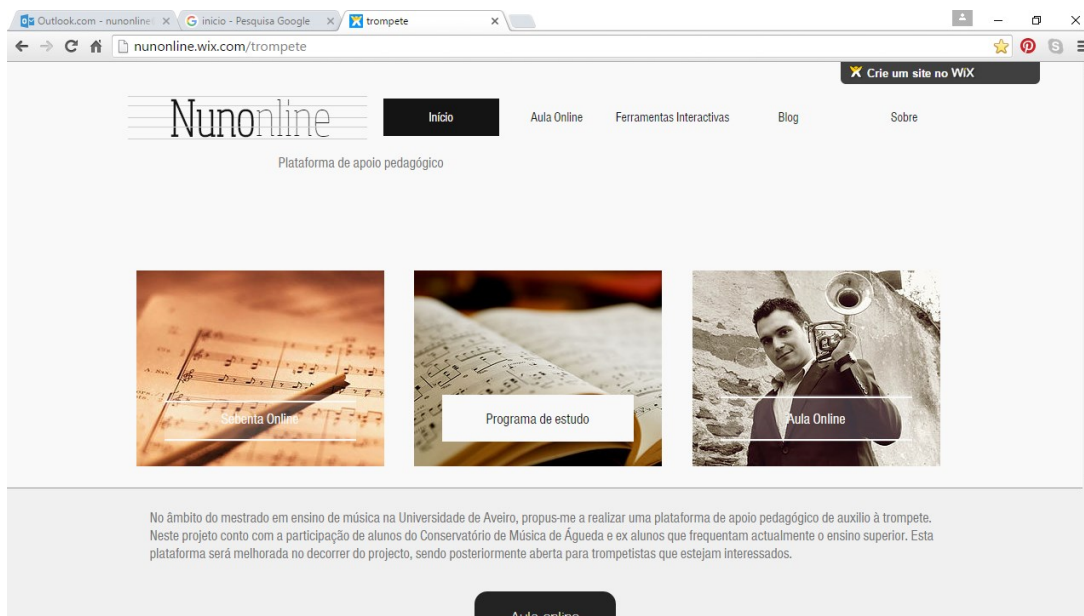 Outlook.com - nunonline
inicio - Pesquisa Google
trompete
nunonline.wix.com/trompete
Crie um site no WiX
Nunonline
Início
Aula Online
Ferramentas Interactivas
Blog
Sobre
Plataforma de apoio pedagógico
Sebenta Online
Programa de estudo
Aula Online
No âmbito do mestrado em ensino de música na Universidade de Aveiro, propus-me a realizar uma plataforma de apoio pedagógico de auxilio à trompete.
Neste projeto conto com a participação de alunos do Conservatório de Música de Águeda e ex alunos que frequentam actualmente o ensino superior. Esta
plataforma será melhorada no decorrer do projecto, sendo posteriormente aberta para trompetistas que estejam interessados.
Aula online